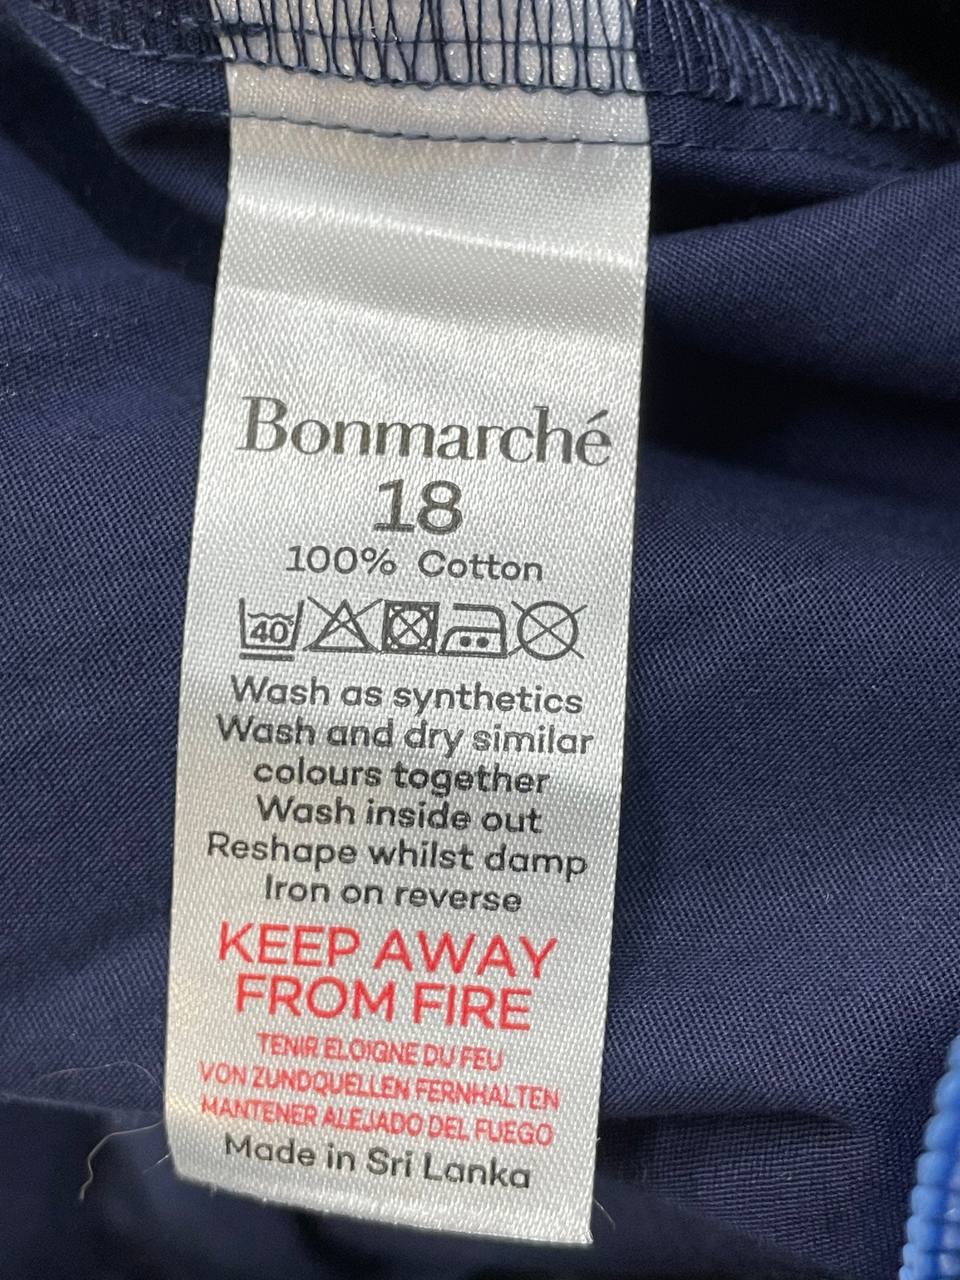 Bonmarché
18
100% Cotton
40
Wash as synthetics
Wash and dry similar
colours together
Wash inside out
Reshape whilst damp
Iron on reverse
KEEP AWAY
FROM FIRE
TENIR ELOIGNE DU FEU
VON ZUNDQUELLEN FERNHALTEN
MANTENER ALEJADO DEL FUEGO
Made in Sri Lanka